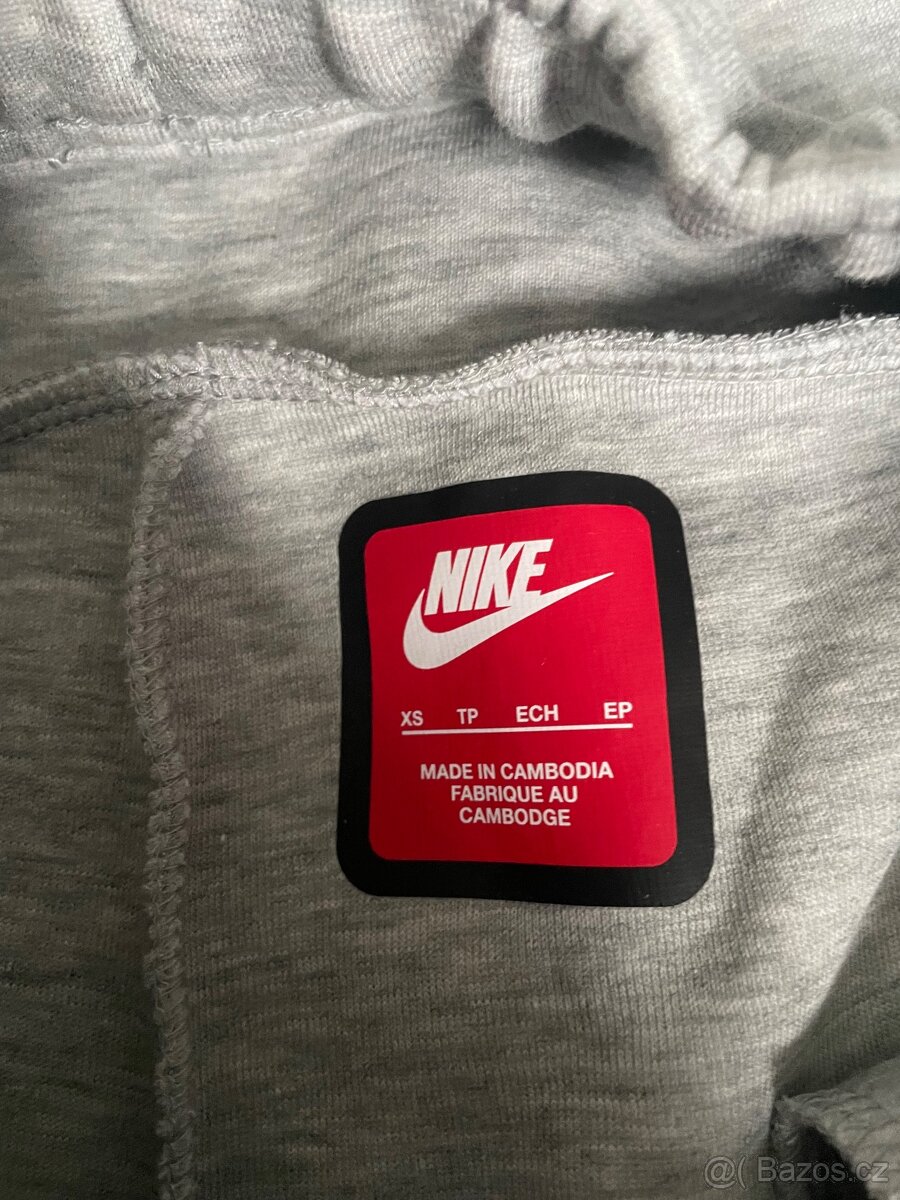 NIKE
XS TP ECH EP
MADE IN CAMBODIA
FABRIQUE AU
CAMBODGE
@( Bazos.cz